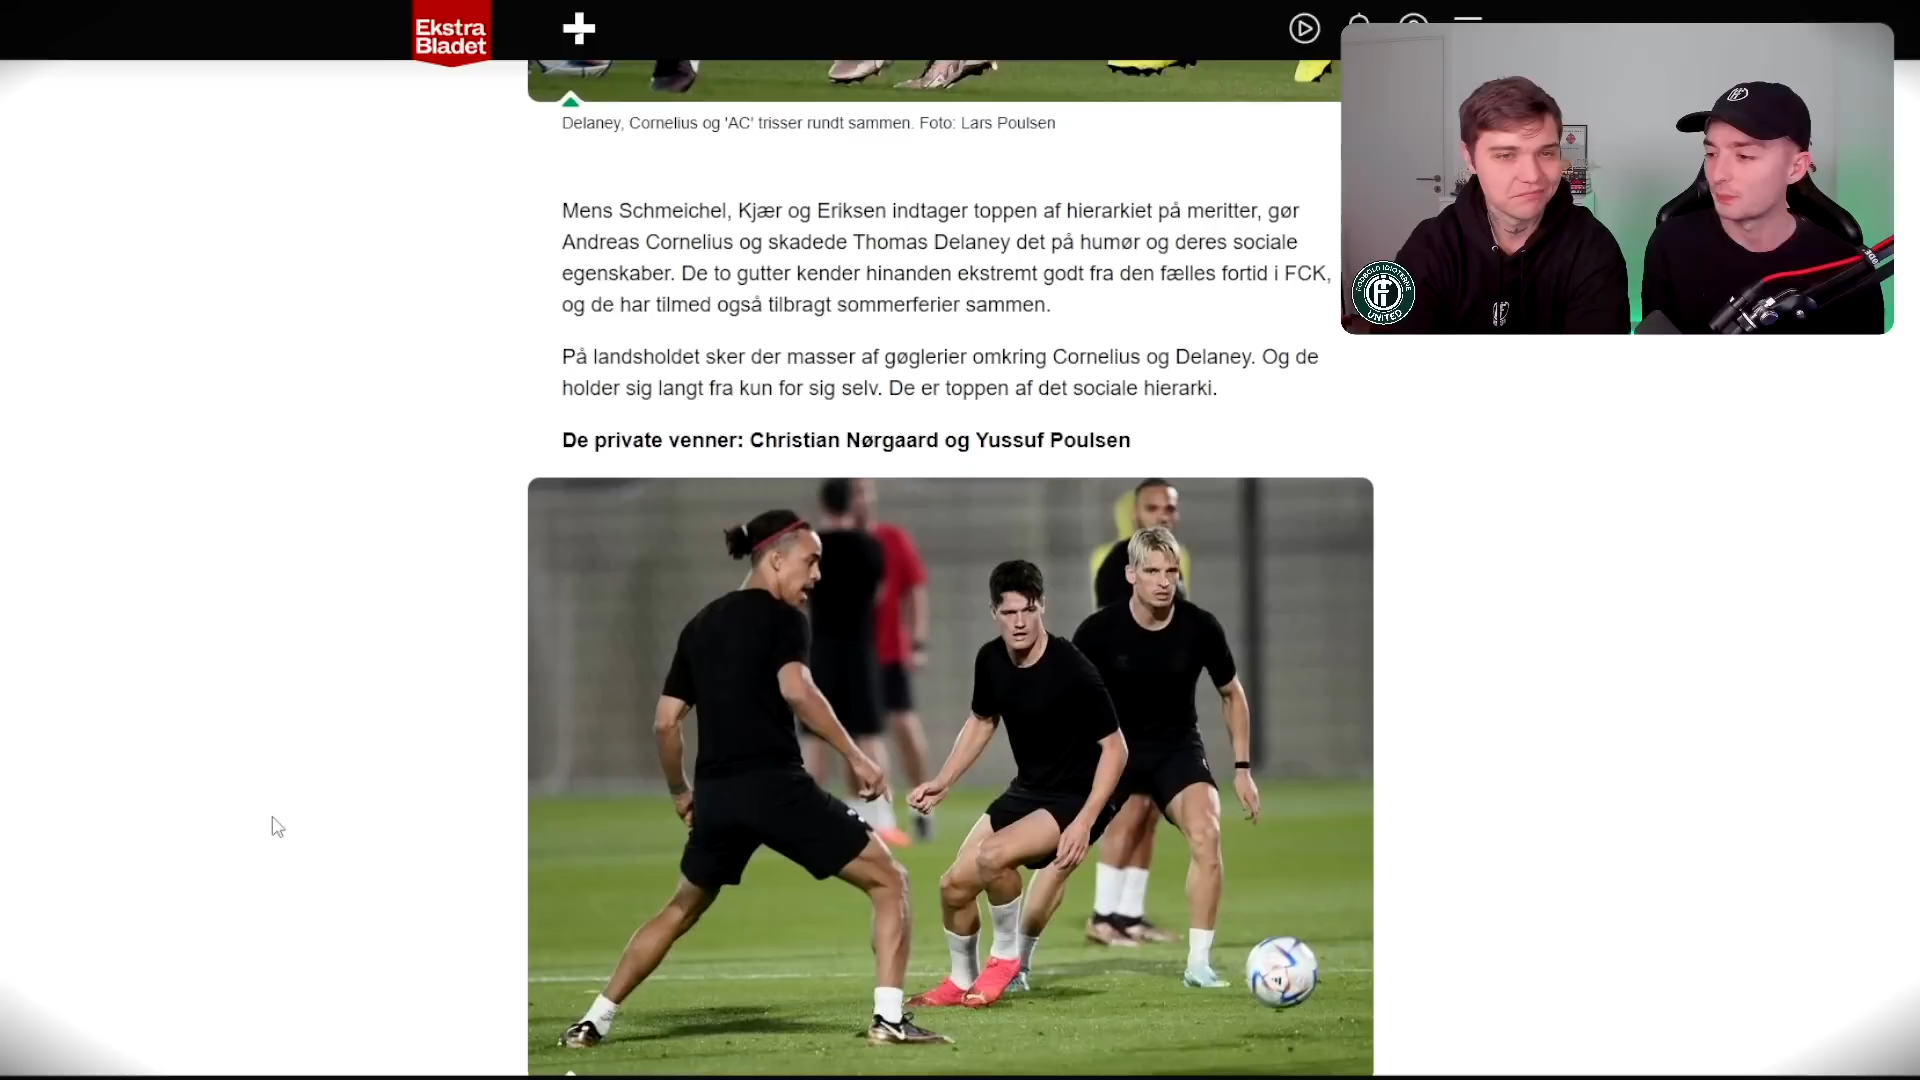 Ekstra
Bladet
Delaney, Cornelius og 'AC' trisser rundt sammen. Foto: Lars Poulsen
Mens Schmeichel, Kjær og Eriksen indtager toppen af hierarkiet på meritter, gør
Andreas Cornelius og skadede Thomas Delaney det på humør og deres sociale
egenskaber. De to gutter kender hinanden ekstremt godt fra den fælles fortid i FCK,
og de har tilmed også tilbragt sommerferier sammen.
På landsholdet sker der masser af gøglerier omkring Cornelius og Delaney. Og de
holder sig langt fra kun for sig selv. De er toppen af det sociale hierarki.
De private venner: Christian Nørgaard og Yussuf Poulsen
FODBOLD IDIOTERNE
UNITED